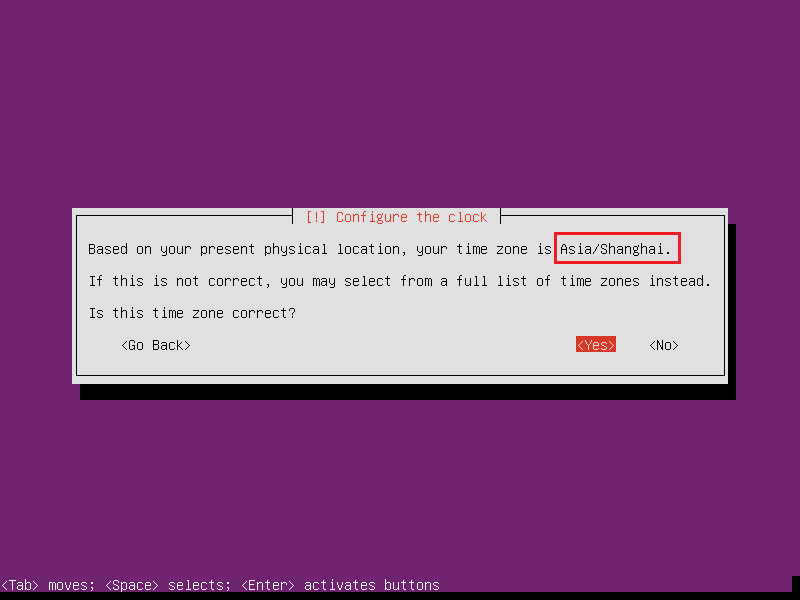 [!] Configure the clock
Based on your present physical location, your time zone is Asia/Shanghai.
If this is not correct, you may select from a full list of time zones instead.
Is this time zone correct?
<Go Back> <Yes> <No>
<Tab> moves; <Space> selects; <Enter> activates buttons